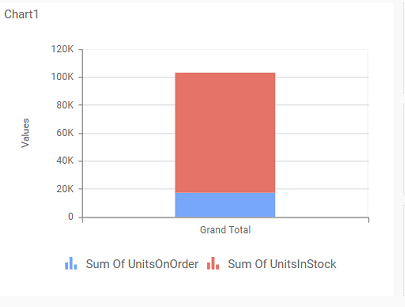 Chart1
120K
100K
80K
60K
40K
20K
0
Values
Grand Total
Sum Of UnitsOnOrder Sum Of UnitsInStock